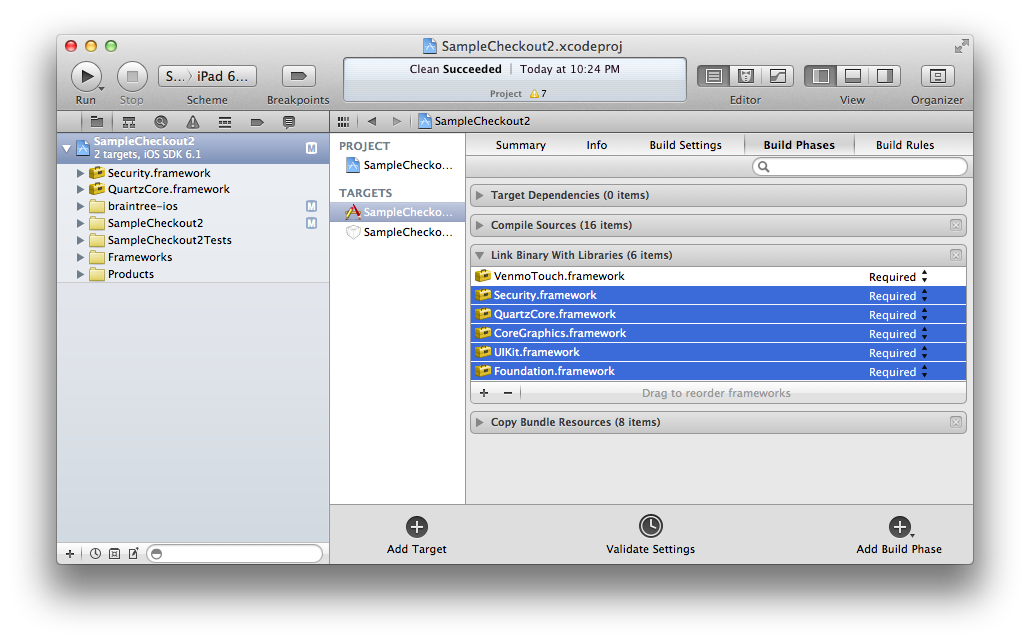 SampleCheckout2.xcodeproj
Run
Stop
S... 〉 iPad 6...
Scheme
Breakpoints
Clean Succeeded | Today at 10:24 PM
Project 7
Editor
View
Organizer
SampleCheckout2
2 targets, iOS SDK 6.1
M
Security.framework
QuartzCore.framework
braintree-ios
M
SampleCheckout2
M
SampleCheckout2Tests
Frameworks
Products
SampleCheckout2
PROJECT
SampleChecko...
TARGETS
SampleChecko...
SampleChecko...
Summary
Info
Build Settings
Build Phases
Build Rules
Target Dependencies (0 items)
Compile Sources (16 items)
Link Binary With Libraries (6 items)
VenmoTouch.framework Required
Security.framework Required
QuartzCore.framework Required
CoreGraphics.framework Required
UIKit.framework Required
Foundation.framework Required
Drag to reorder frameworks
Copy Bundle Resources (8 items)
Add Target
Validate Settings
Add Build Phase